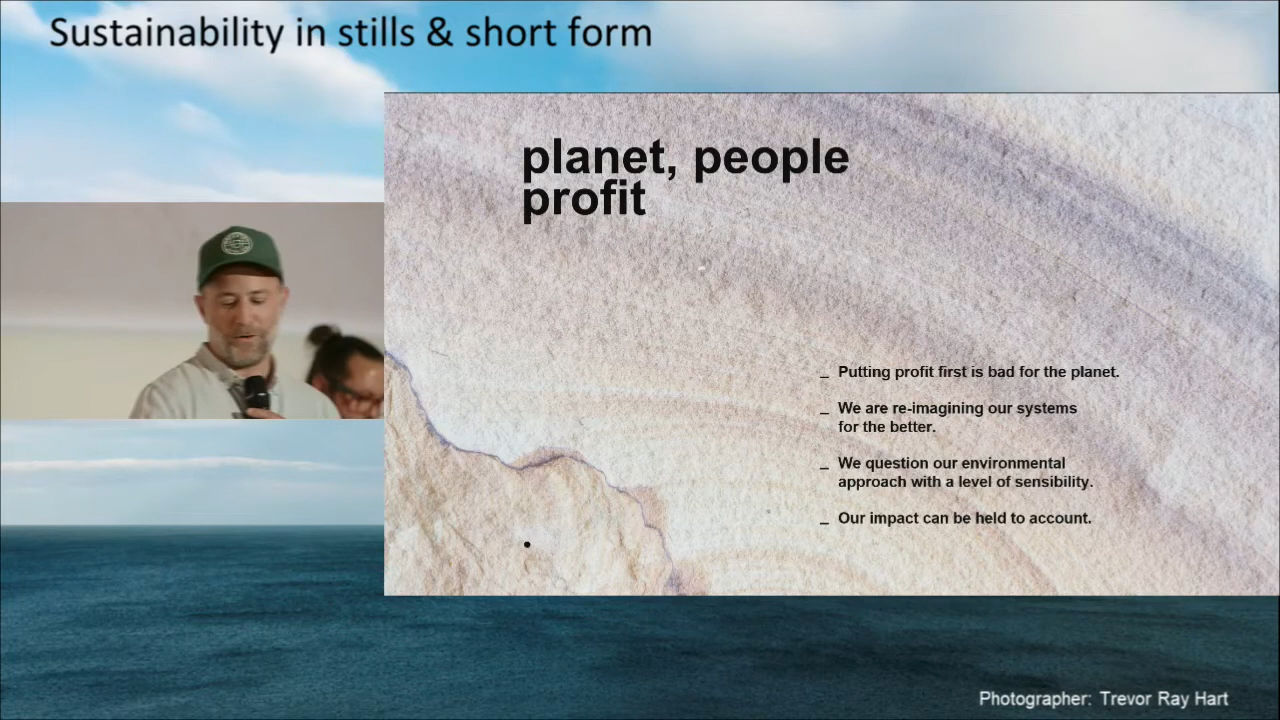 Sustainability in stills & short form
planet, people
profit
_ Putting profit first is bad for the planet.
_ We are re-imagining our systems
for the better.
_ We question our environmental
approach with a level of sensibility.
_ Our impact can be held to account.
Photographer: Trevor Ray Hart